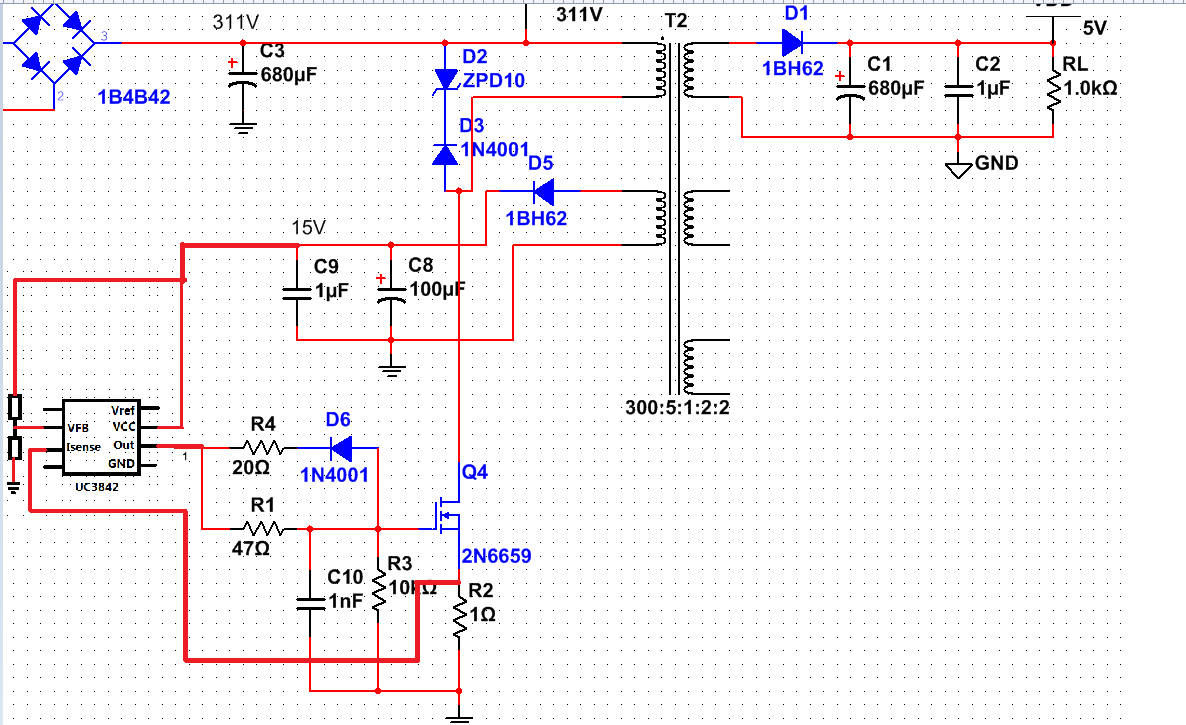 311V
311V
T2
D1
5V
3
C3
680µF
D2
ZPD10
1BH62
C1
680µF
C2
1µF
RL
1.0kΩ
2
1B4B42
D3
1N4001
D5
GND
1BH62
15V
C9
1µF
C8
100µF
300:5:1:2:2
Vref
VFB
VCC
Isense
Out
GND
UC3842
1
R4
20Ω
D6
1N4001
Q4
R1
47Ω
2N6659
C10
1nF
R3
10kΩ
R2
1Ω